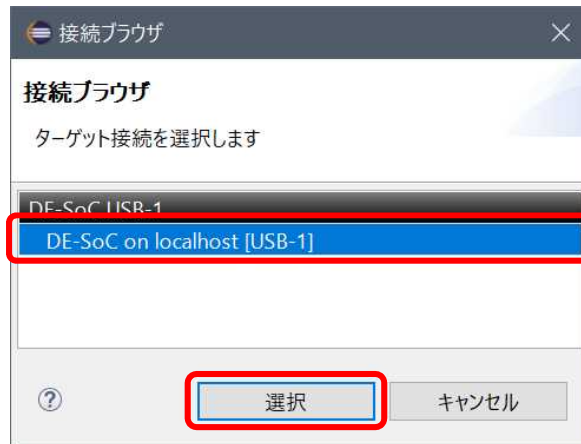 接続ブラウザ
接続ブラウザ
ターゲット接続を選択します
DE-SoC USB-1
DE-SoC on localhost [USB-1]
選択
キャンセル